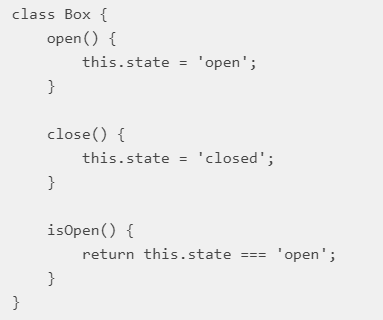 class Box {
    open() {
        this.state = 'open';
    }

    close() {
        this.state = 'closed';
    }

    isOpen() {
        return this.state === 'open';
    }
}